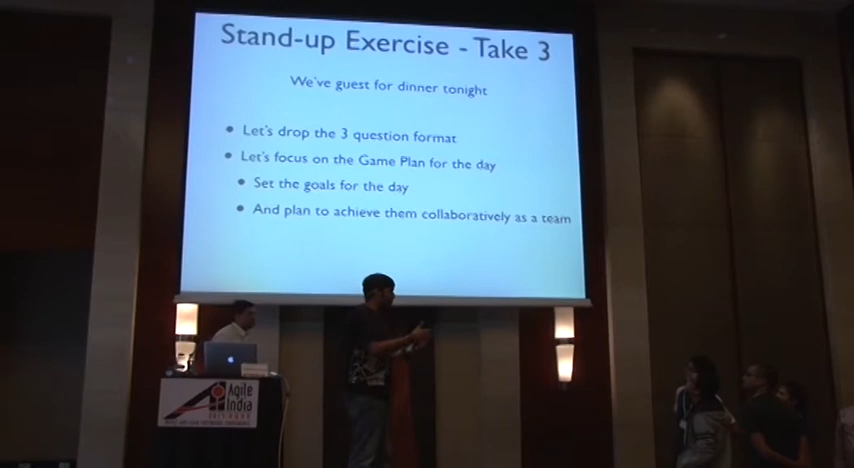 Stand-up Exercise - Take 3
We've guest for dinner tonight
• Let's drop the 3 question format
• Let's focus on the Game Plan for the day
• Set the goals for the day
• And plan to achieve them collaboratively as a team
Agile
India